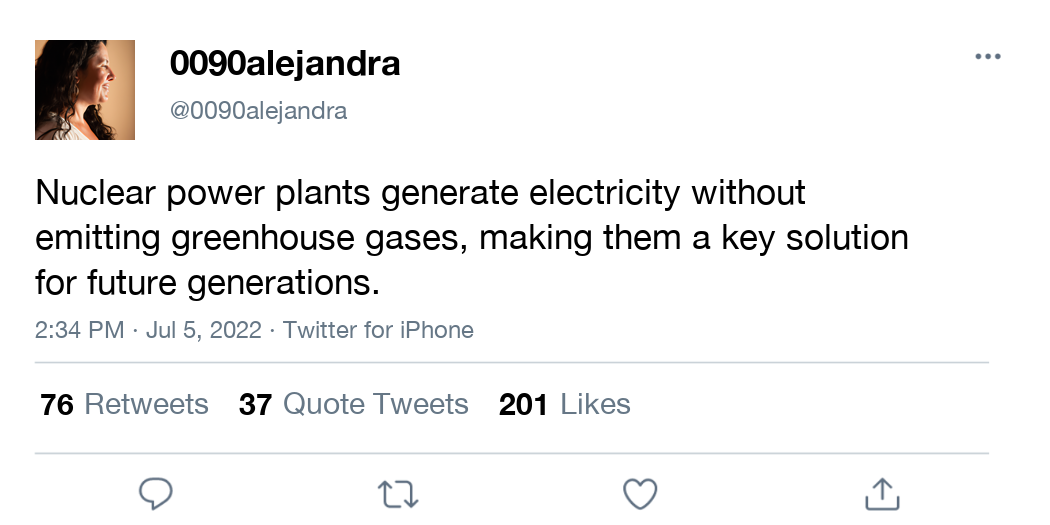 0090alejandra
@0090alejandra
Nuclear power plants generate electricity without
emitting greenhouse gases, making them a key solution
for future generations.
2:34 PM · Jul 5, 2022 · Twitter for iPhone
76 Retweets 37 Quote Tweets 201 Likes